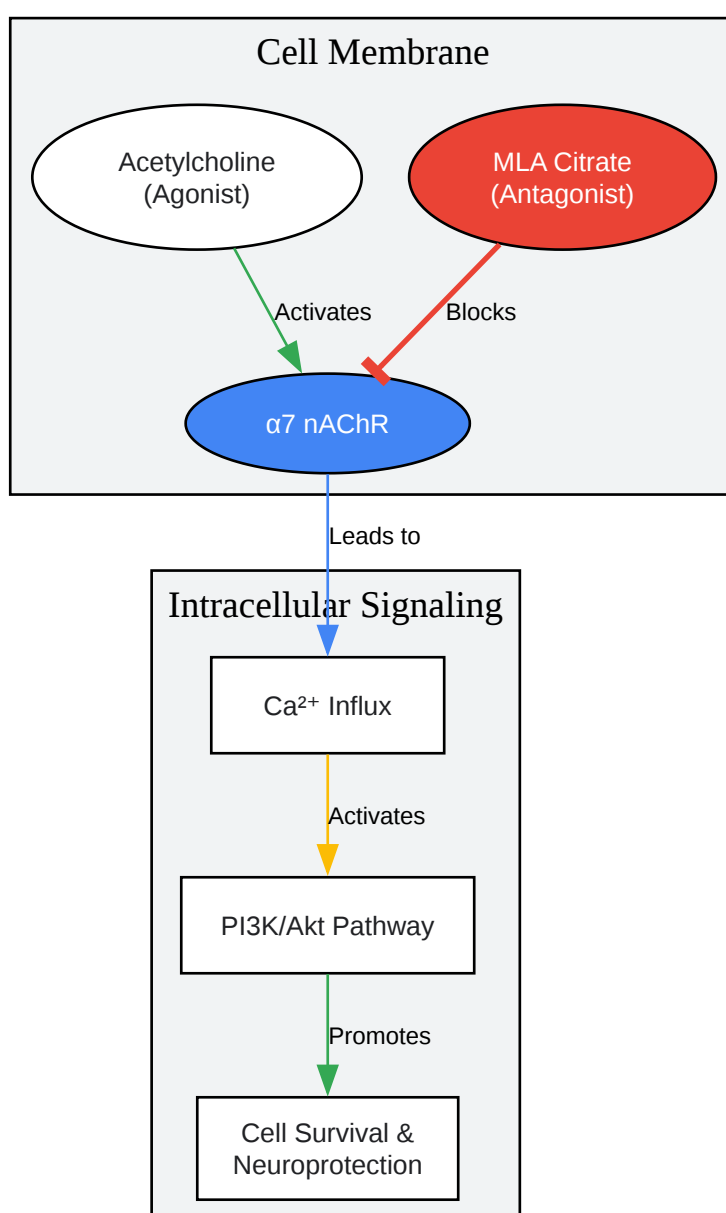 Cell Membrane
Acetylcholine
(Agonist)
MLA Citrate
(Antagonist)
Activates
Blocks
α7 nAChR
Leads to
Intracellular Signaling
Ca²⁺ Influx
Activates
PI3K/Akt Pathway
Promotes
Cell Survival &
Neuroprotection